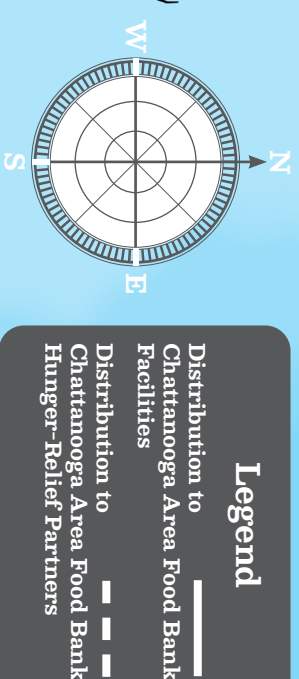 N
W
E
S
Legend
Distribution to
Chattanooga Area Food Bank
Facilities
Distribution to
Chattanooga Area Food Bank
Hunger-Relief Partners